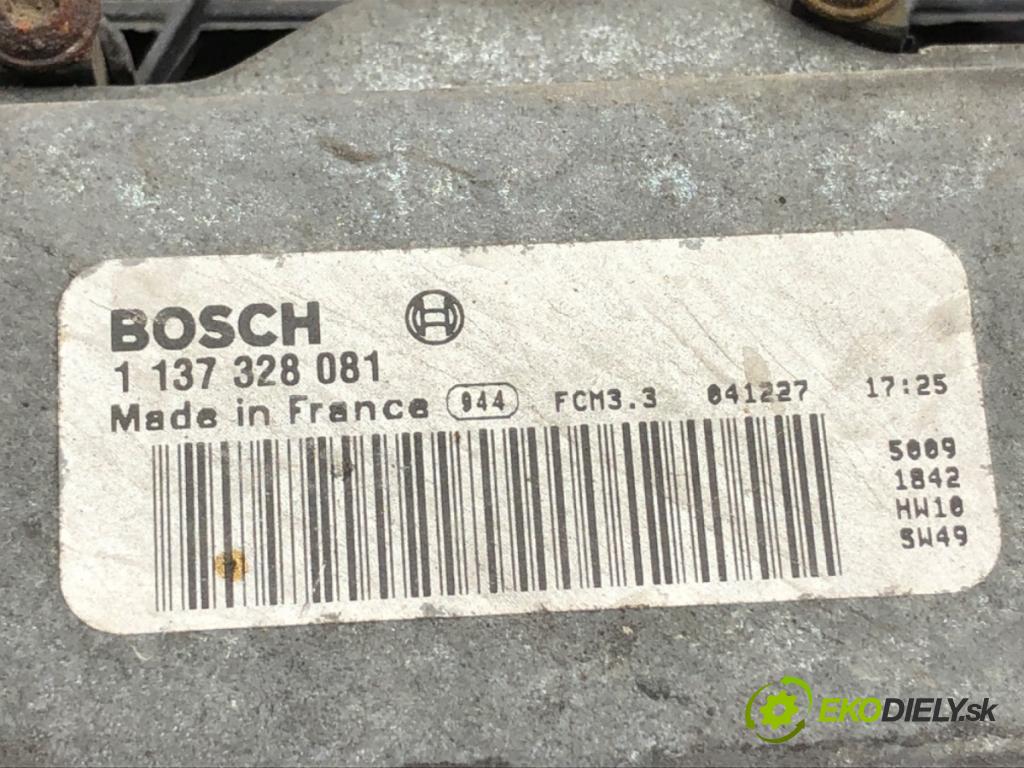 BOSCH
1 137 328 081
Made in France 944 FCM3.3 041227 17:25
5009
1842
HW10
SW49
EKODIELY.sk